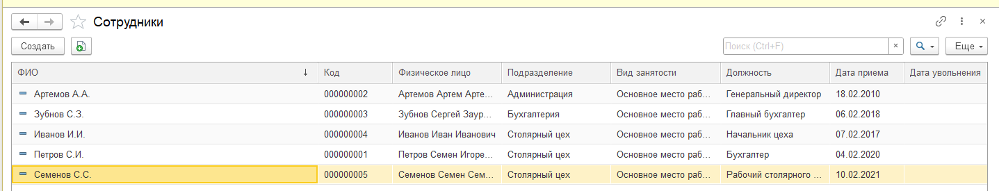 Сотрудники
Создать Поиск (Ctrl+F) × Еще
ФИО ↓ Код Физическое лицо Подразделение Вид занятости Должность Дата приема Дата увольнения
Артемов А.А. 000000002 Артемов Артем Арте... Администрация Основное место раб... Генеральный директор 18.02.2010
Зубнов С.З. 000000003 Зубнов Сергей Заур... Бухгалтерия Основное место раб... Главный бухгалтер 06.02.2018
Иванов И.И. 000000004 Иванов Иван Иванович Столярный цех Основное место раб... Начальник цеха 07.02.2017
Петров С.И. 000000001 Петров Семен Игоре... Столярный цех Основное место раб... Бухгалтер 04.02.2020
Семенов С.С. 000000005 Семенов Семен Сем... Столярный цех Основное место раб... Рабочий столярного ... 10.02.2021